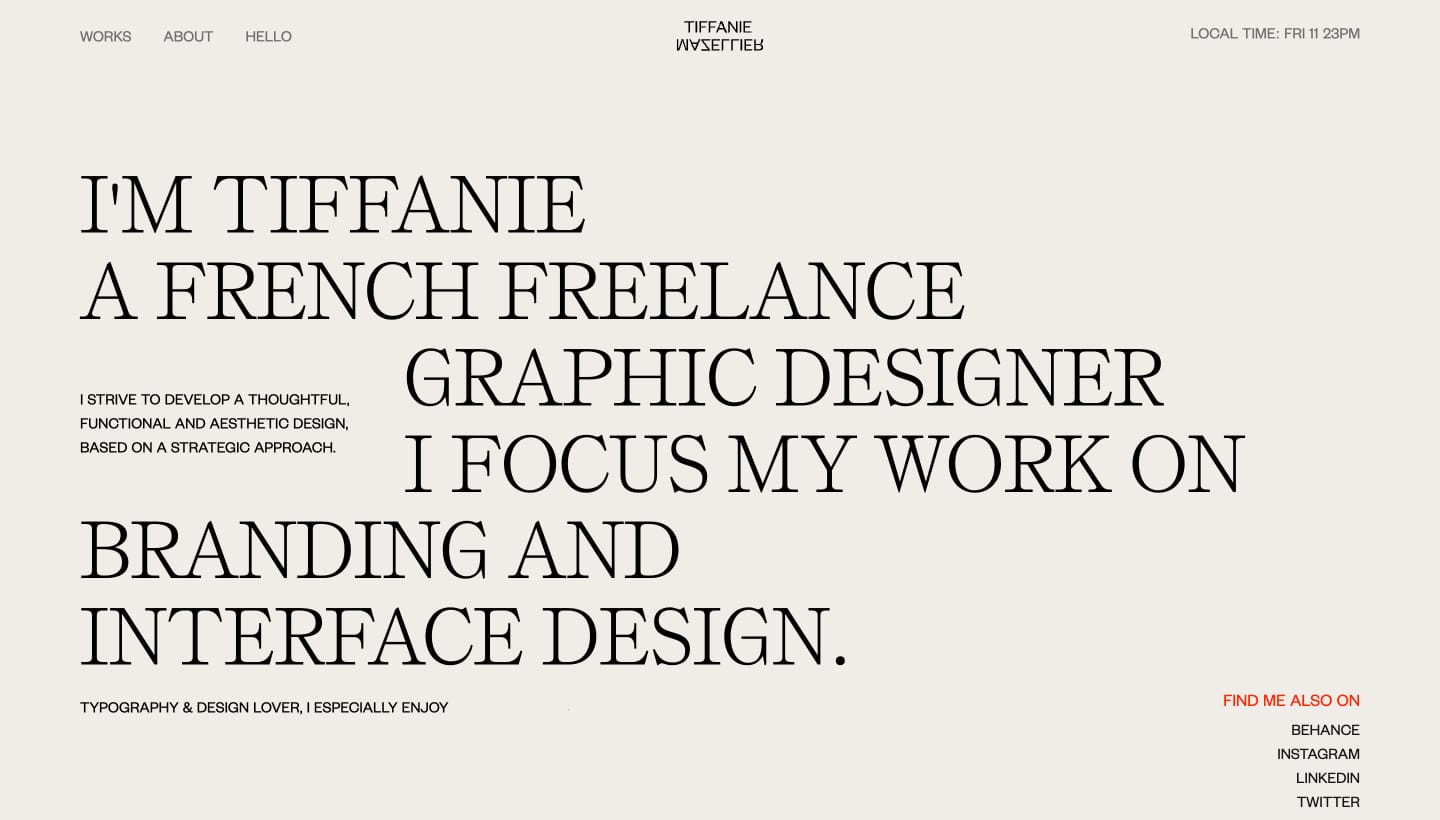 WORKS ABOUT HELLO
TIFFANIE
MAZELLIER
LOCAL TIME: FRI 11 23PM
I'M TIFFANIE
A FRENCH FREELANCE
GRAPHIC DESIGNER
I STRIVE TO DEVELOP A THOUGHTFUL,
FUNCTIONAL AND AESTHETIC DESIGN,
BASED ON A STRATEGIC APPROACH.
I FOCUS MY WORK ON
BRANDING AND
INTERFACE DESIGN.
TYPOGRAPHY & DESIGN LOVER, I ESPECIALLY ENJOY
FIND ME ALSO ON
BEHANCE
INSTAGRAM
LINKEDIN
TWITTER